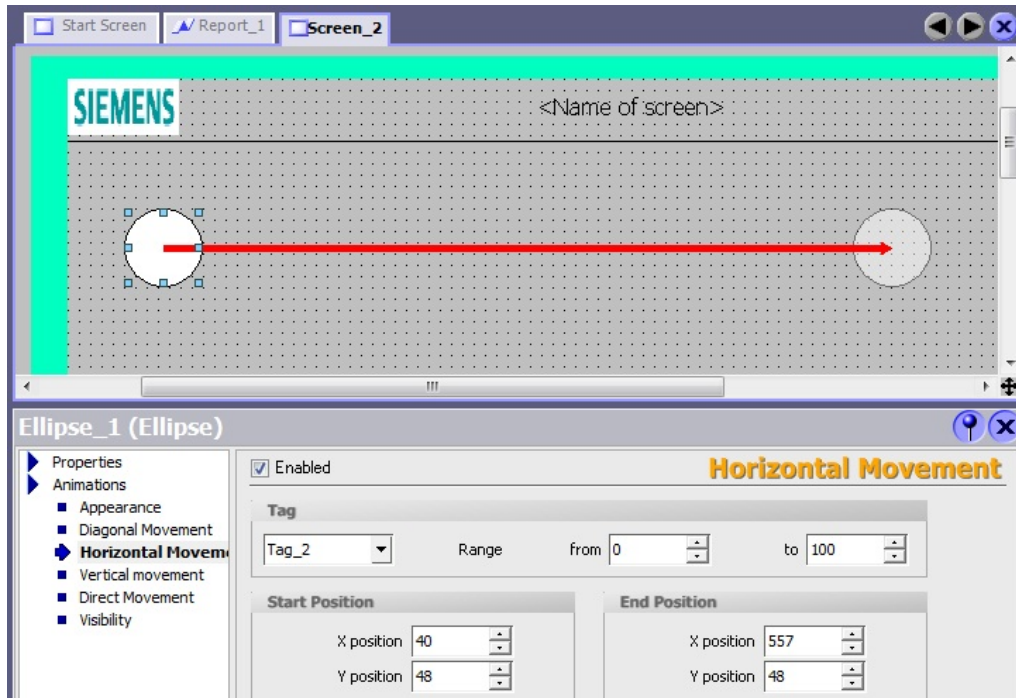 Start Screen
Report_1
Screen_2
SIEMENS
<Name of screen>
Ellipse_1 (Ellipse)
Properties
Animations
Appearance
Diagonal Movement
Horizontal Movem
Vertical movement
Direct Movement
Visibility
Enabled
Horizontal Movement
Tag
Tag_2 Range from 0 to 100
Start Position
X position 40
Y position 48
End Position
X position 557
Y position 48